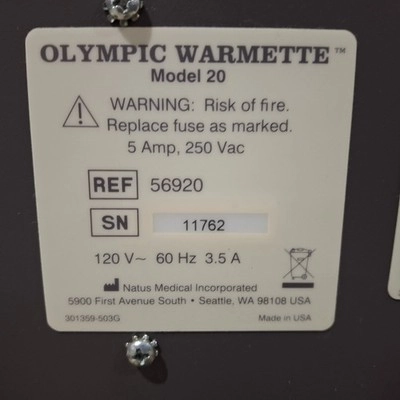 OLYMPIC WARMETTE™
Model 20
WARNING: Risk of fire.
Replace fuse as marked.
5 Amp, 250 Vac
REF 56920
SN 11762
120 V~ 60 Hz 3.5 A
Natus Medical Incorporated
5900 First Avenue South • Seattle, WA 98108 USA
301359-503G Made in USA